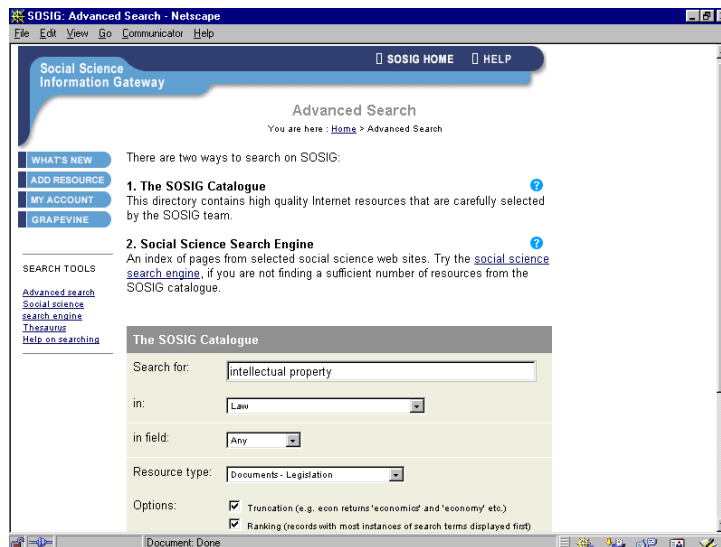 SOSIG: Advanced Search - Netscape
File Edit View Go Communicator Help
Social Science
Information Gateway
SOSIG HOME HELP
Advanced Search
You are here : Home > Advanced Search
WHAT'S NEW
ADD RESOURCE
MY ACCOUNT
GRAPEVINE
SEARCH TOOLS
Advanced search
Social science
search engine
Thesaurus
Help on searching
There are two ways to search on SOSIG:
1. The SOSIG Catalogue ?
This directory contains high quality Internet resources that are carefully selected
by the SOSIG team.
2. Social Science Search Engine ?
An index of pages from selected social science web sites. Try the social science
search engine, if you are not finding a sufficient number of resources from the
SOSIG catalogue.
The SOSIG Catalogue
Search for: intellectual property
in: Law
in field: Any
Resource type: Documents - Legislation
Options: Truncation (e.g. econ returns 'economics' and 'economy' etc.)
Ranking (records with most instances of search terms displayed first)
Document: Done